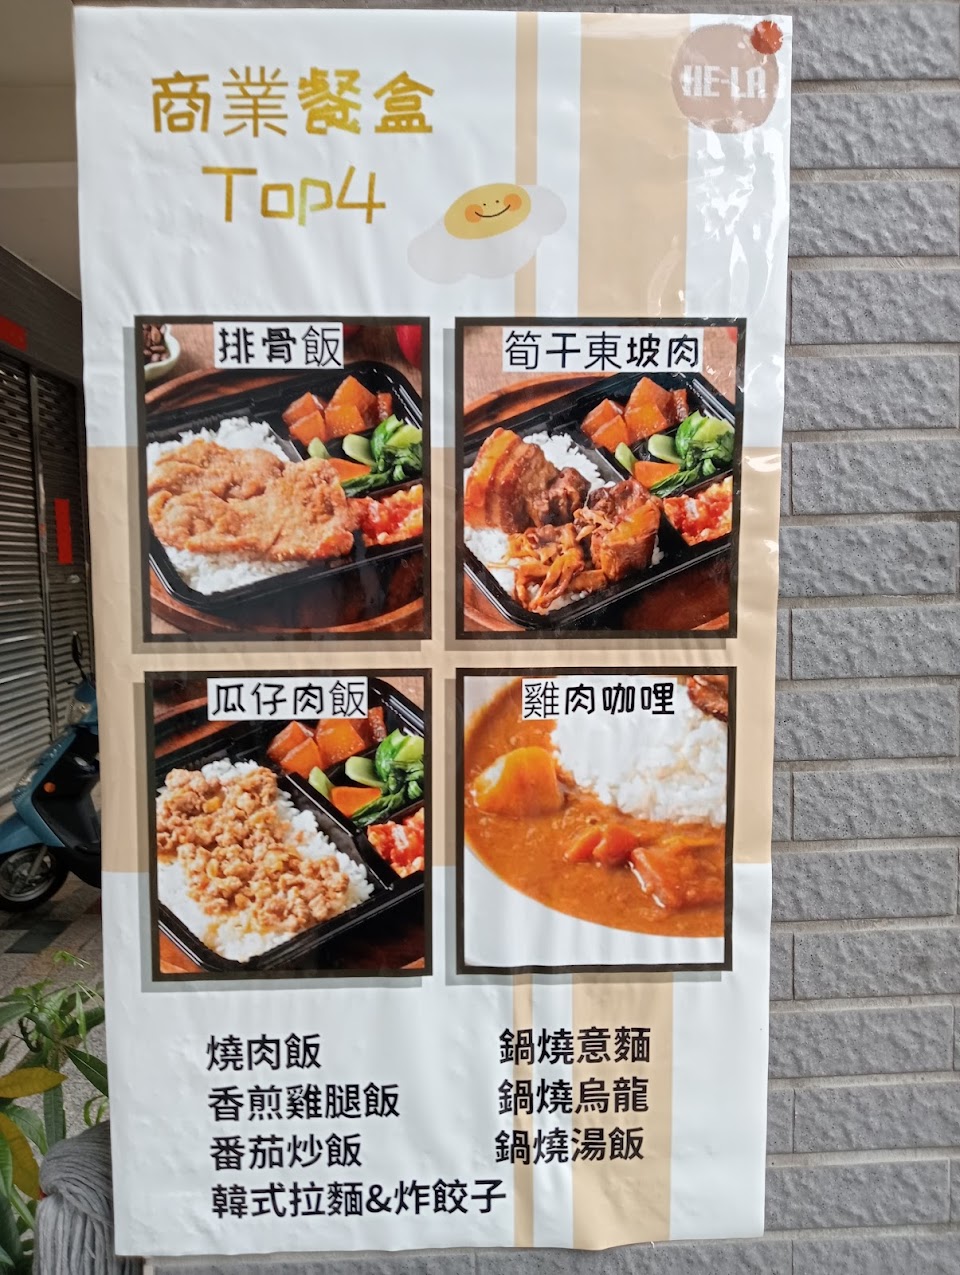 HE-LA
商業餐盒
Top4
排骨飯
筍干東坡肉
瓜仔肉飯
雞肉咖哩
燒肉飯
香煎雞腿飯
番茄炒飯
韓式拉麵&炸餃子
鍋燒意麵
鍋燒烏龍
鍋燒湯飯